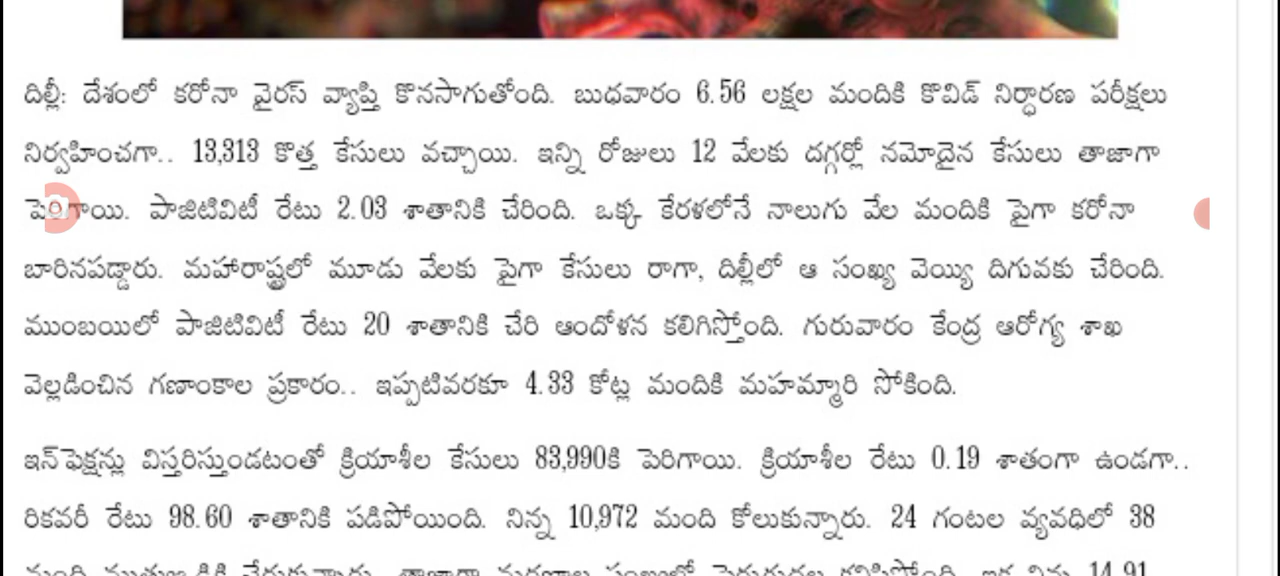 దిల్లీ: దేశంలో కరోనా వైరస్ వ్యాప్తి కొనసాగుతోంది. బుధవారం 6.56 లక్షల మందికి కొవిడ్ నిర్ధారణ పరీక్షలు
నిర్వహించగా.. 13,313 కొత్త కేసులు వచ్చాయి. ఇన్ని రోజులు 12 వేలకు దగ్గర్లో నమోదైన కేసులు తాజాగా
పెరిగాయి. పాజిటివిటీ రేటు 2.03 శాతానికి చేరింది. ఒక్క కేరళలోనే నాలుగు వేల మందికి పైగా కరోనా
బారినపడ్డారు. మహారాష్ట్రలో మూడు వేలకు పైగా కేసులు రాగా, దిల్లీలో ఆ సంఖ్య వెయ్యి దిగువకు చేరింది.
ముంబయిలో పాజిటివిటీ రేటు 20 శాతానికి చేరి ఆందోళన కలిగిస్తోంది. గురువారం కేంద్ర ఆరోగ్య శాఖ
వెల్లడించిన గణాంకాల ప్రకారం.. ఇప్పటివరకూ 4.33 కోట్ల మందికి మహమ్మారి సోకింది.
ఇన్‌ఫెక్షన్లు విస్తరిస్తుండటంతో క్రియాశీల కేసులు 83,990కి పెరిగాయి. క్రియాశీల రేటు 0.19 శాతంగా ఉండగా..
రికవరీ రేటు 98.60 శాతానికి పడిపోయింది. నిన్న 10,972 మంది కోలుకున్నారు. 24 గంటల వ్యవధిలో 38